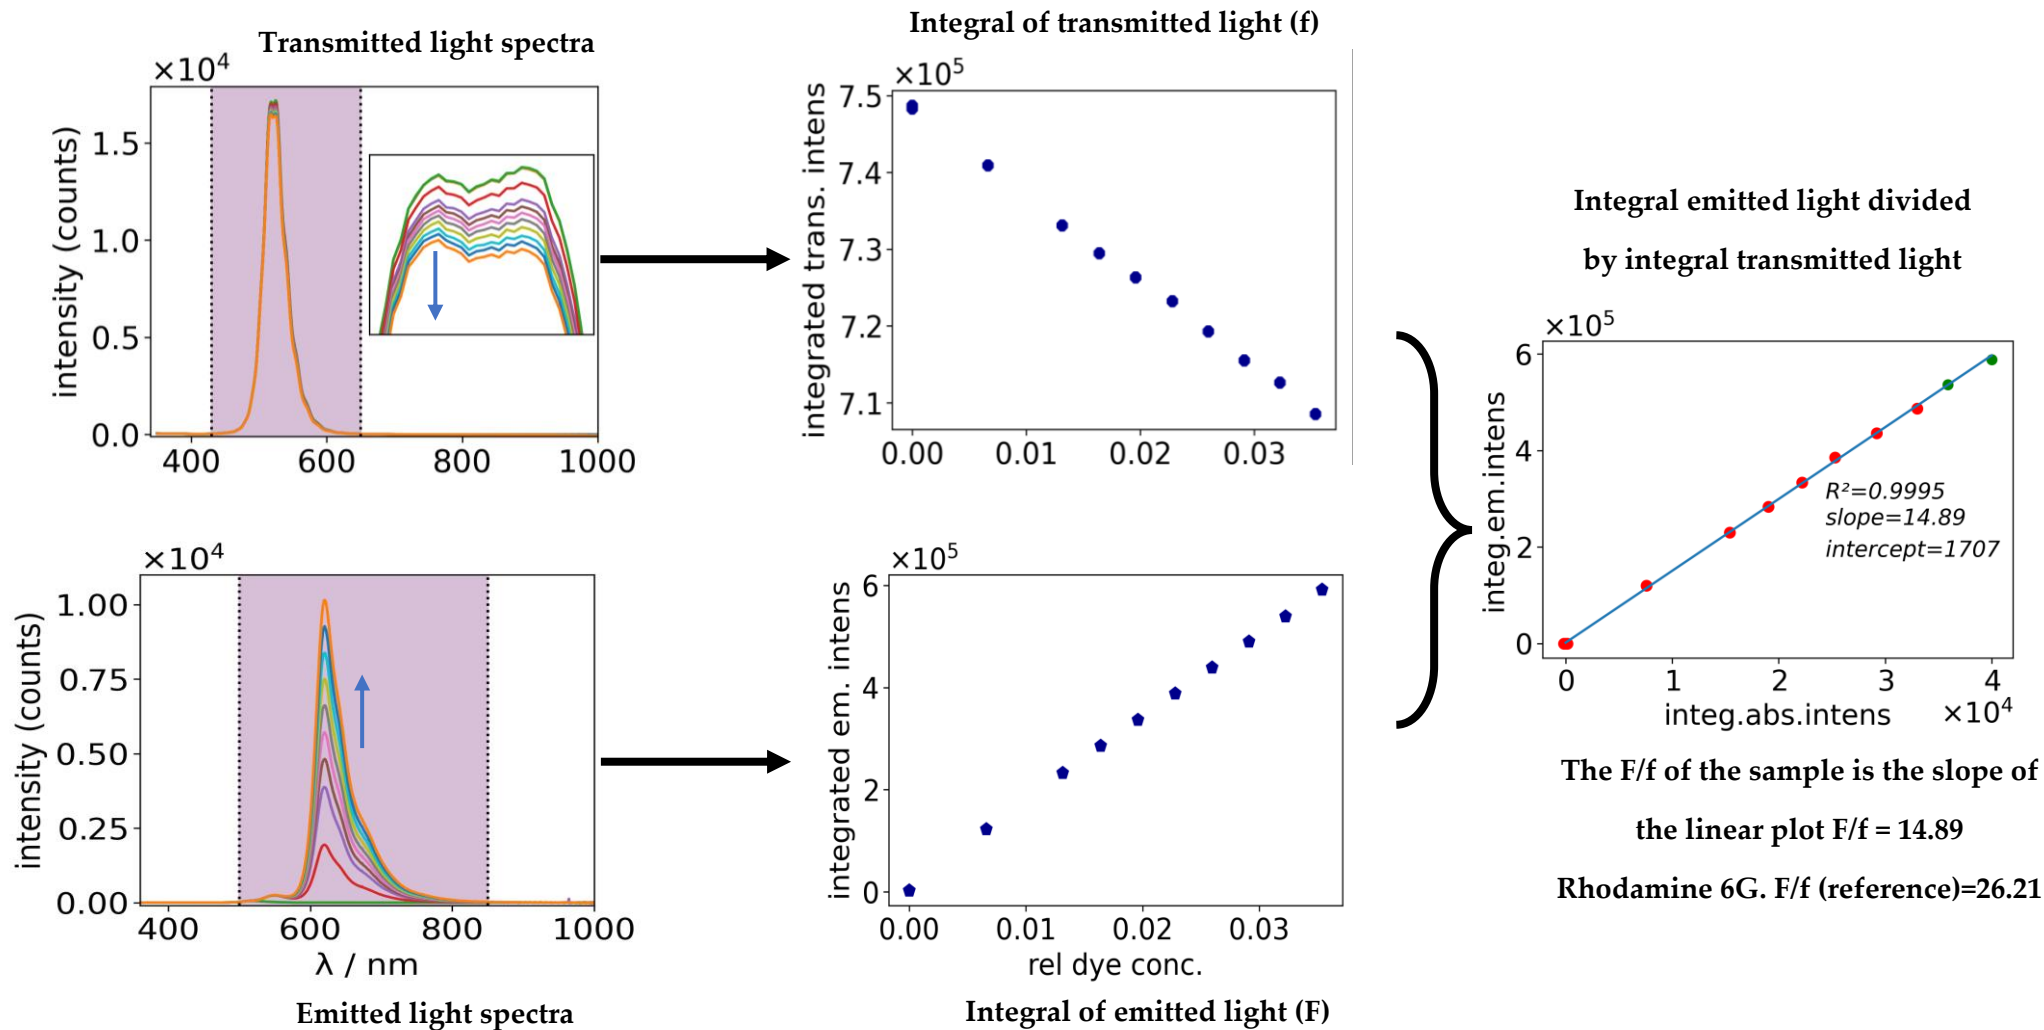 Transmitted light spectra
×10⁴
intensity (counts)
1.5
1.0
0.5
0.0
400 600 800 1000
Integral of transmitted light (f)
×10⁵
integrated trans. intens
7.5
7.4
7.3
7.2
7.1
0.00 0.01 0.02 0.03
×10⁴
intensity (counts)
1.00
0.75
0.50
0.25
0.00
400 600 800 1000
λ / nm
Emitted light spectra
×10⁵
integrated em. intens
6
4
2
0
0.00 0.01 0.02 0.03
rel dye conc.
Integral of emitted light (F)
Integral emitted light divided
by integral transmitted light
×10⁵
integ.em.intens
6
4
2
0
R²=0.9995
slope=14.89
intercept=1707
0 1 2 3 4
integ.abs.intens ×10⁴
The F/f of the sample is the slope of
the linear plot F/f = 14.89
Rhodamine 6G. F/f (reference)=26.21